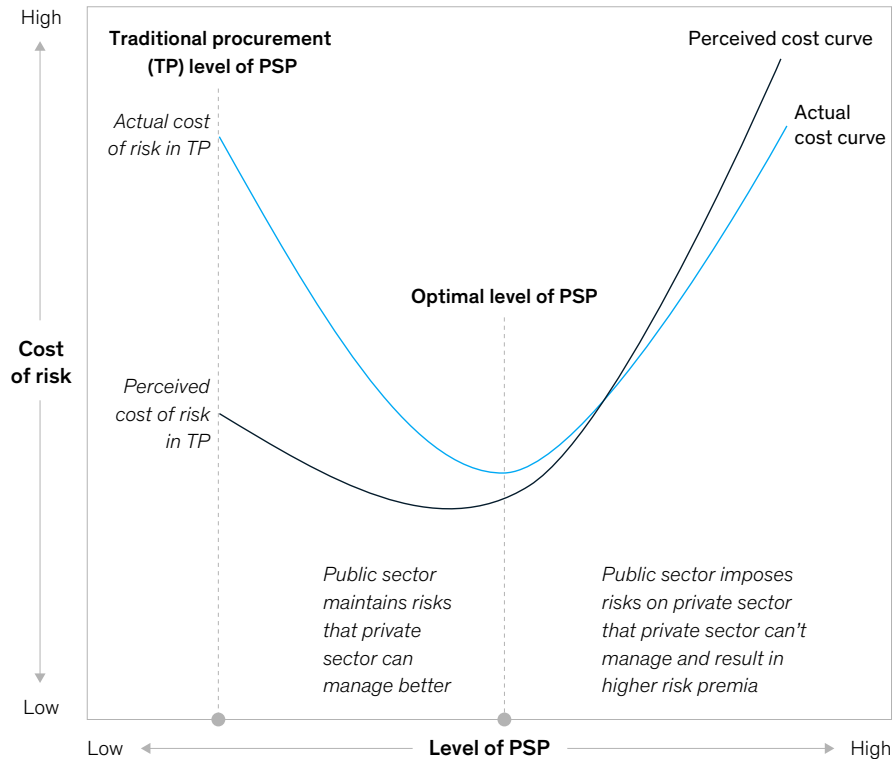 High
Traditional procurement
(TP) level of PSP
Perceived cost curve
Actual cost
of risk in TP
Actual
cost curve
Optimal level of PSP
Cost
of risk
Perceived
cost of risk
in TP
Public sector
maintains risks
that private
sector can
manage better
Public sector imposes
risks on private sector
that private sector can’t
manage and result in
higher risk premia
Low
Low
Level of PSP
High